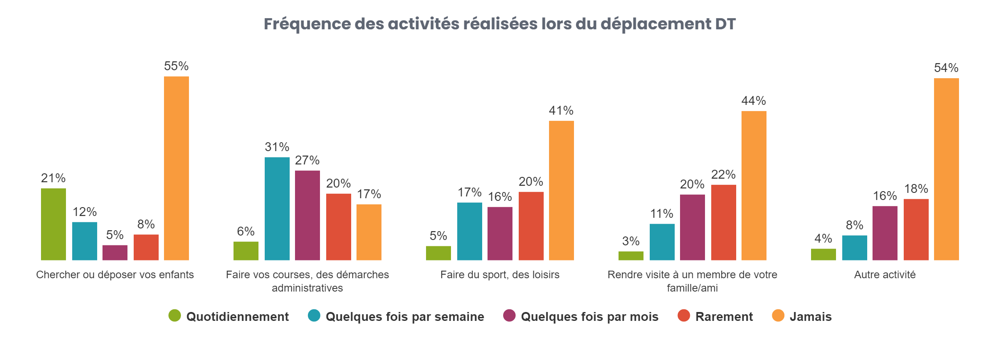 Fréquence des activités réalisées lors du déplacement DT
21%
12%
5%
8%
55%
6%
31%
27%
20%
17%
5%
17%
16%
20%
41%
3%
11%
20%
22%
44%
4%
8%
16%
18%
54%
Chercher ou déposer vos enfants
Faire vos courses, des démarches
administratives
Faire du sport, des loisirs
Rendre visite à un membre de votre
famille/ami
Autre activité
Quotidiennement
Quelques fois par semaine
Quelques fois par mois
Rarement
Jamais